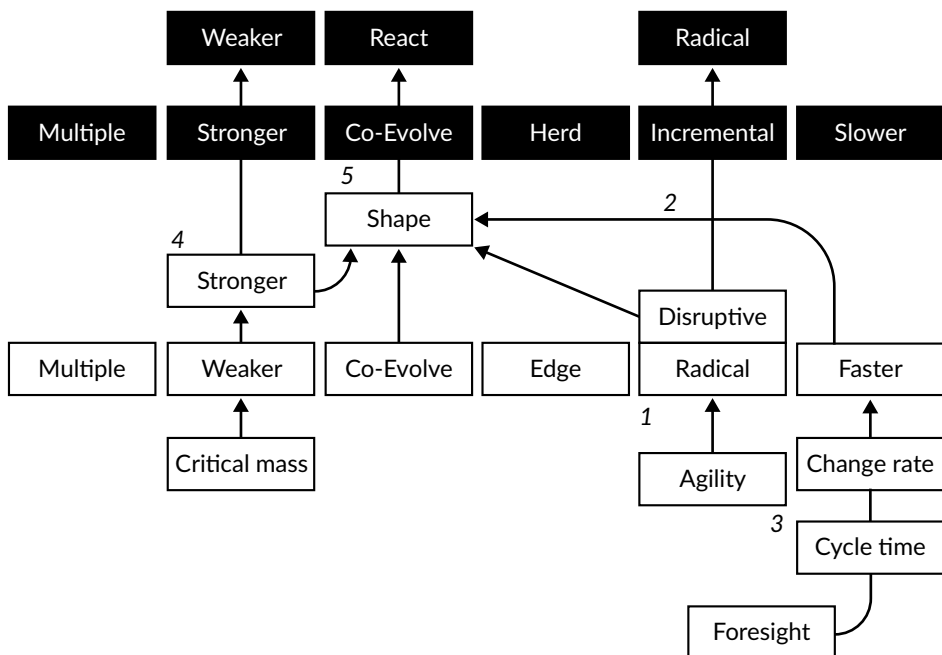 Weaker
React
Radical
Multiple
Stronger
Co-Evolve
Herd
Incremental
Slower
5
Shape
2
4
Stronger
Disruptive
Multiple
Weaker
Co-Evolve
Edge
Radical
Faster
1
Critical mass
Agility
Change rate
3
Cycle time
Foresight